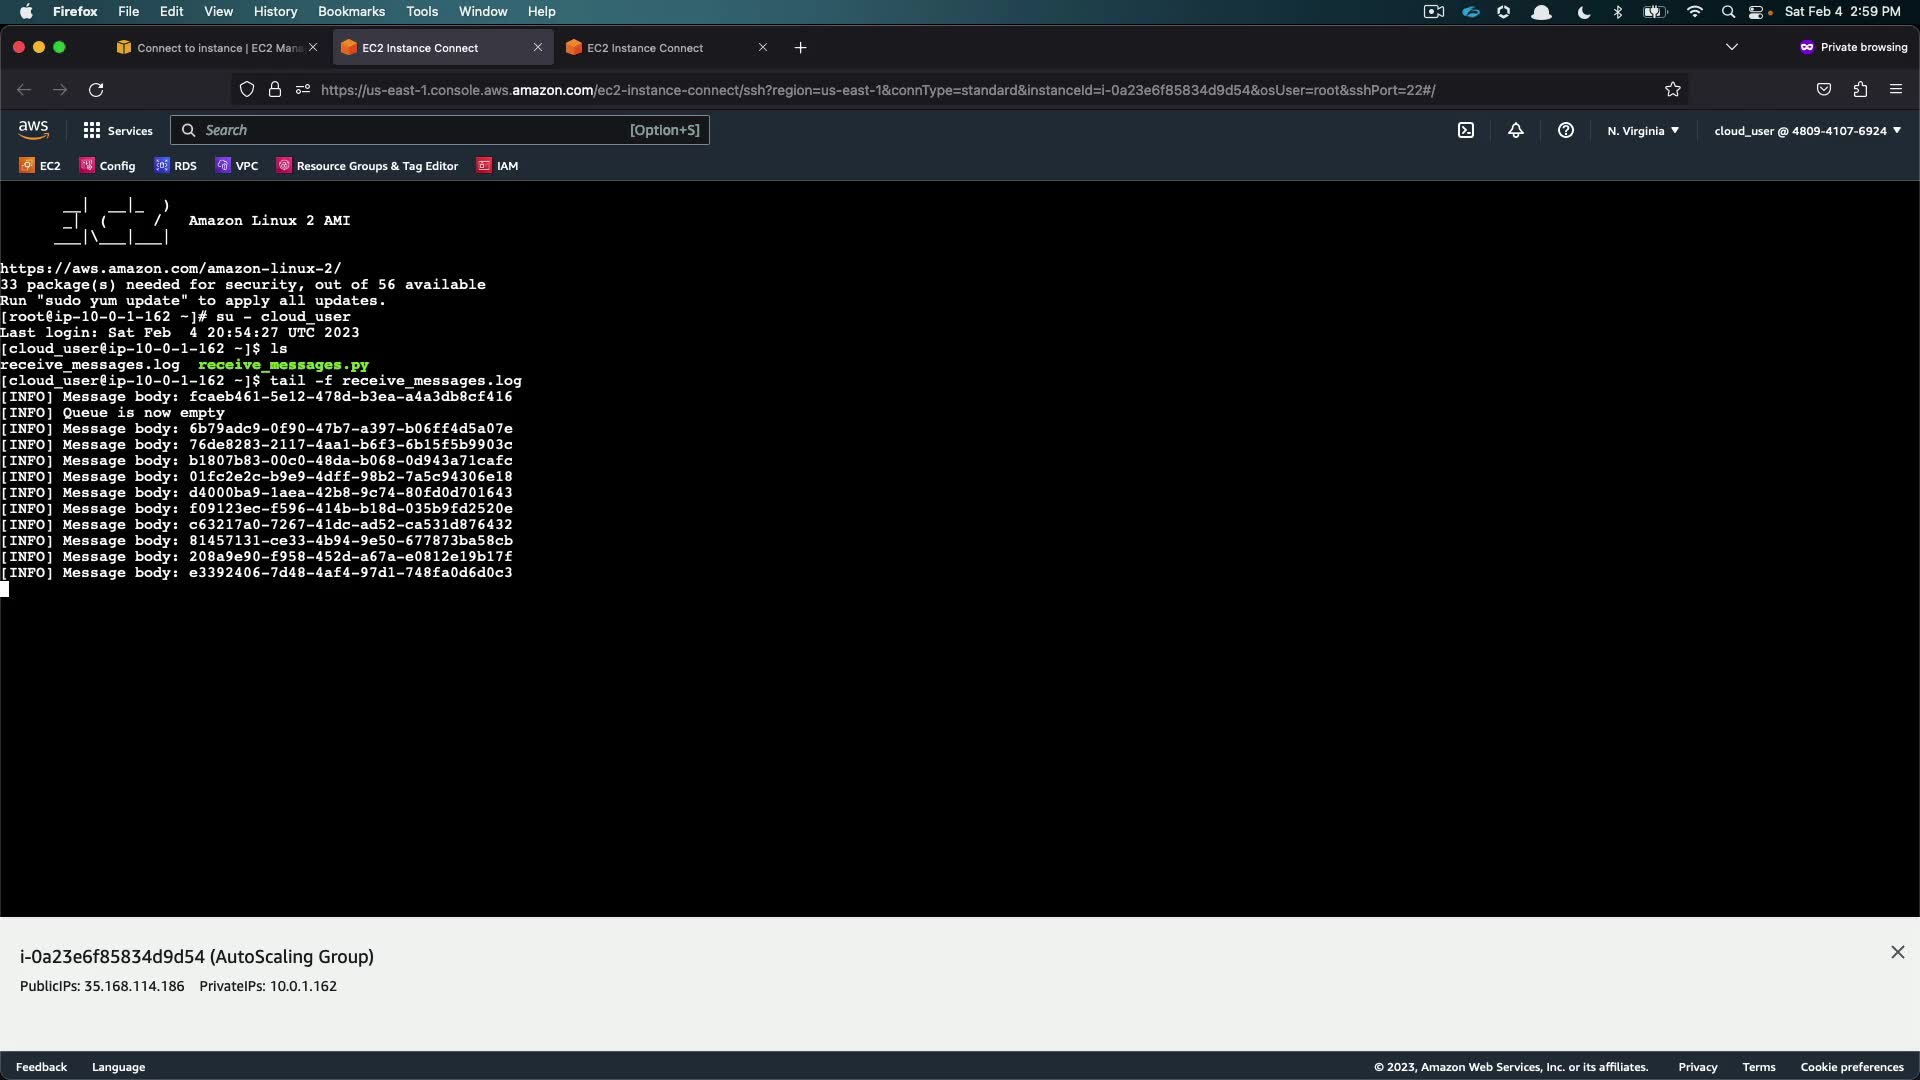 Firefox File Edit View History Bookmarks Tools Window Help Sat Feb 4 2:59 PM
Connect to instance | EC2 Mana EC2 Instance Connect EC2 Instance Connect Private browsing
https://us-east-1.console.aws.amazon.com/ec2-instance-connect/ssh?region=us-east-1&connType=standard&instanceId=i-0a23e6f85834d9d54&osUser=root&sshPort=22#/
aws Services Search [Option+S] N. Virginia cloud_user @ 4809-4107-6924
EC2 Config RDS VPC Resource Groups & Tag Editor IAM
__|  __|_  )
_|  (     /   Amazon Linux 2 AMI
___|\___|___|
https://aws.amazon.com/amazon-linux-2/
33 package(s) needed for security, out of 56 available
Run "sudo yum update" to apply all updates.
[root@ip-10-0-1-162 ~]# su - cloud_user
Last login: Sat Feb  4 20:54:27 UTC 2023
[cloud_user@ip-10-0-1-162 ~]$ ls
receive_messages.log  receive_messages.py
[cloud_user@ip-10-0-1-162 ~]$ tail -f receive_messages.log
[INFO] Message body: fcaeb461-5e12-478d-b3ea-a4a3db8cf416
[INFO] Queue is now empty
[INFO] Message body: 6b79adc9-0f90-47b7-a397-b06ff4d5a07e
[INFO] Message body: 76de8283-2117-4aa1-b6f3-6b15f5b9903c
[INFO] Message body: b1807b83-00c0-48da-b068-0d943a71cafc
[INFO] Message body: 01fc2e2c-b9e9-4dff-98b2-7a5c94306e18
[INFO] Message body: d4000ba9-1aea-42b8-9c74-80fd0d701643
[INFO] Message body: f09123ec-f596-414b-b18d-035b9fd2520e
[INFO] Message body: c63217a0-7267-41dc-ad52-ca531d876432
[INFO] Message body: 81457131-ce33-4b94-9e50-677873ba58cb
[INFO] Message body: 208a9e90-f958-452d-a67a-e0812e19b17f
[INFO] Message body: e3392406-7d48-4af4-97d1-748fa0d6d0c3
i-0a23e6f85834d9d54 (AutoScaling Group)
PublicIPs: 35.168.114.186 PrivateIPs: 10.0.1.162
Feedback Language © 2023, Amazon Web Services, Inc. or its affiliates. Privacy Terms Cookie preferences